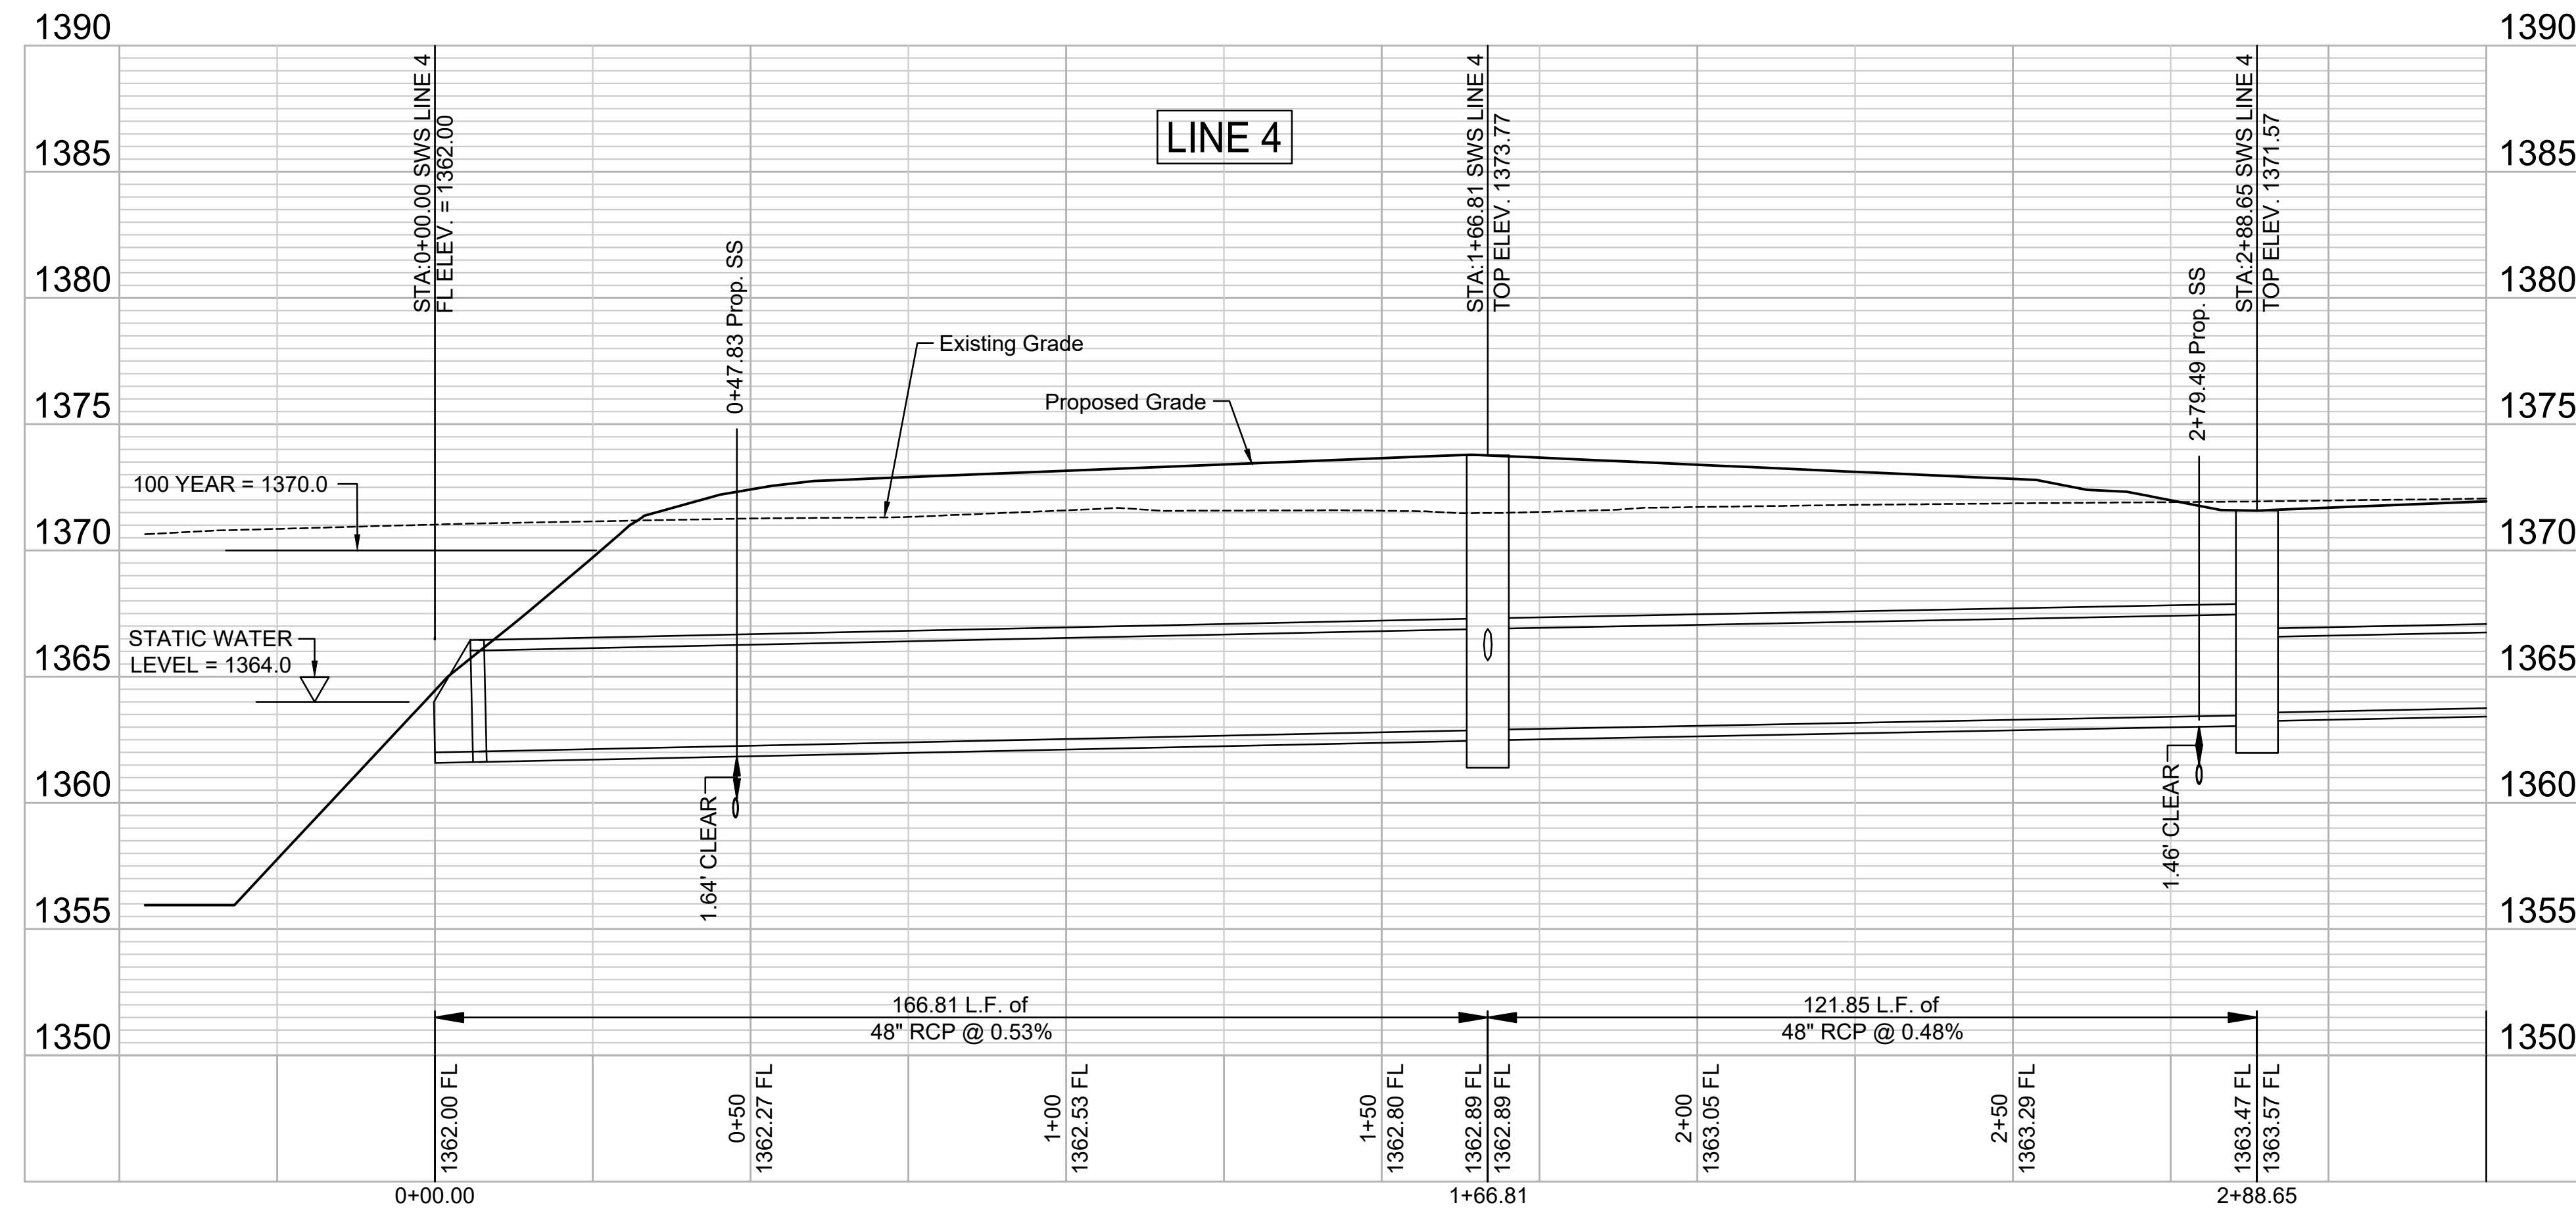 1390
1390
STA:0+00.00 SWS LINE 4
FL ELEV. = 1362.00
LINE 4
STA:1+66.81 SWS LINE 4
TOP ELEV. 1373.77
STA:2+88.65 SWS LINE 4
TOP ELEV. 1371.57
1385
1385
1380
1380
0+47.83 Prop. SS
2+79.49 Prop. SS
Existing Grade
Proposed Grade
1375
1375
100 YEAR = 1370.0
1370
1370
STATIC WATER
LEVEL = 1364.0
1365
1365
1360
1360
1.64' CLEAR
1.46' CLEAR
1355
1355
166.81 L.F. of
48" RCP @ 0.53%
121.85 L.F. of
48" RCP @ 0.48%
1350
1350
1362.00 FL
0+50
1362.27 FL
1+00
1362.53 FL
1+50
1362.80 FL
1362.89 FL
1362.89 FL
2+00
1363.05 FL
2+50
1363.29 FL
1363.47 FL
1363.57 FL
0+00.00
1+66.81
2+88.65